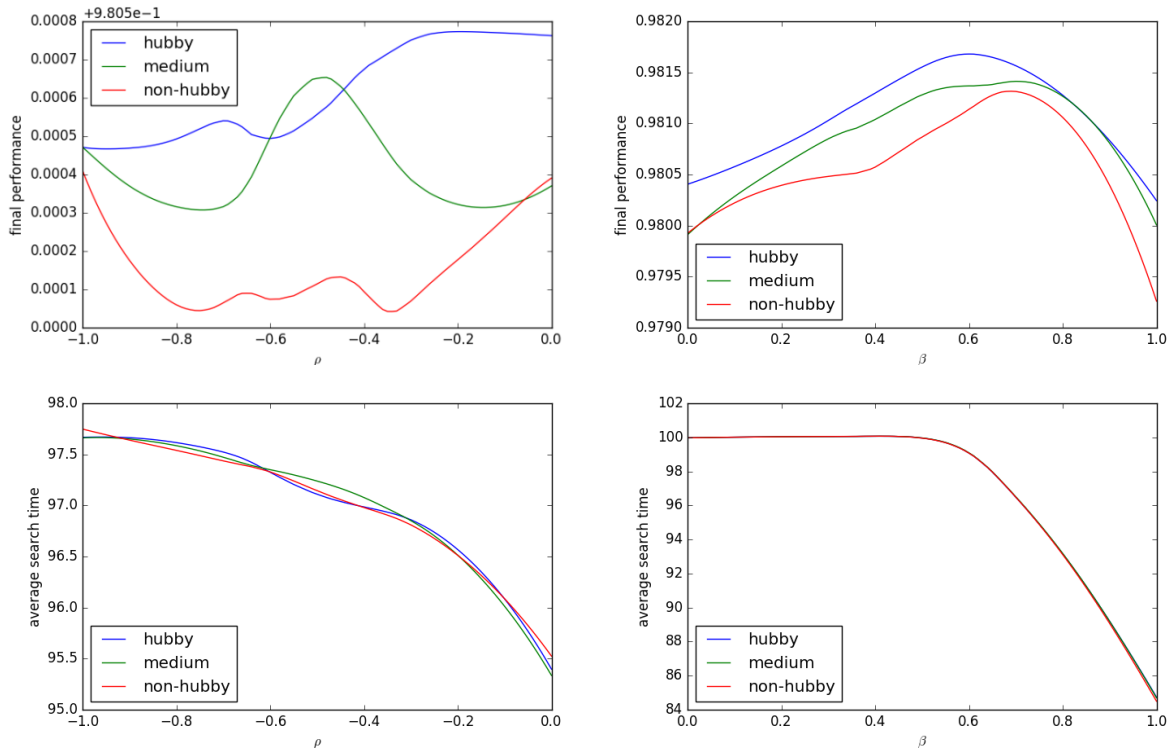 +9.805e−1
0.0008
0.0007
0.0006
0.0005
0.0004
0.0003
0.0002
0.0001
0.0000
final performance
hubby
medium
non-hubby
−1.0 −0.8 −0.6 −0.4 −0.2 0.0
ρ
0.9820
0.9815
0.9810
0.9805
0.9800
0.9795
0.9790
final performance
hubby
medium
non-hubby
0.0 0.2 0.4 0.6 0.8 1.0
β
98.0
97.5
97.0
96.5
96.0
95.5
95.0
average search time
hubby
medium
non-hubby
−1.0 −0.8 −0.6 −0.4 −0.2 0.0
ρ
102
100
98
96
94
92
90
88
86
84
average search time
hubby
medium
non-hubby
0.0 0.2 0.4 0.6 0.8 1.0
β